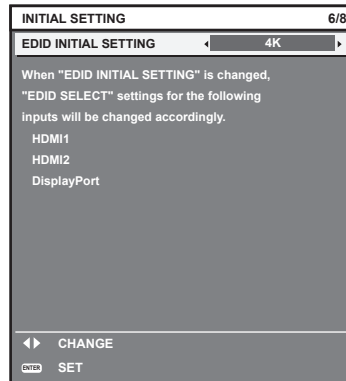 INITIAL SETTING 6/8
EDID INITIAL SETTING 4K
When "EDID INITIAL SETTING" is changed,
"EDID SELECT" settings for the following
inputs will be changed accordingly.
HDMI1
HDMI2
DisplayPort
CHANGE
ENTER SET